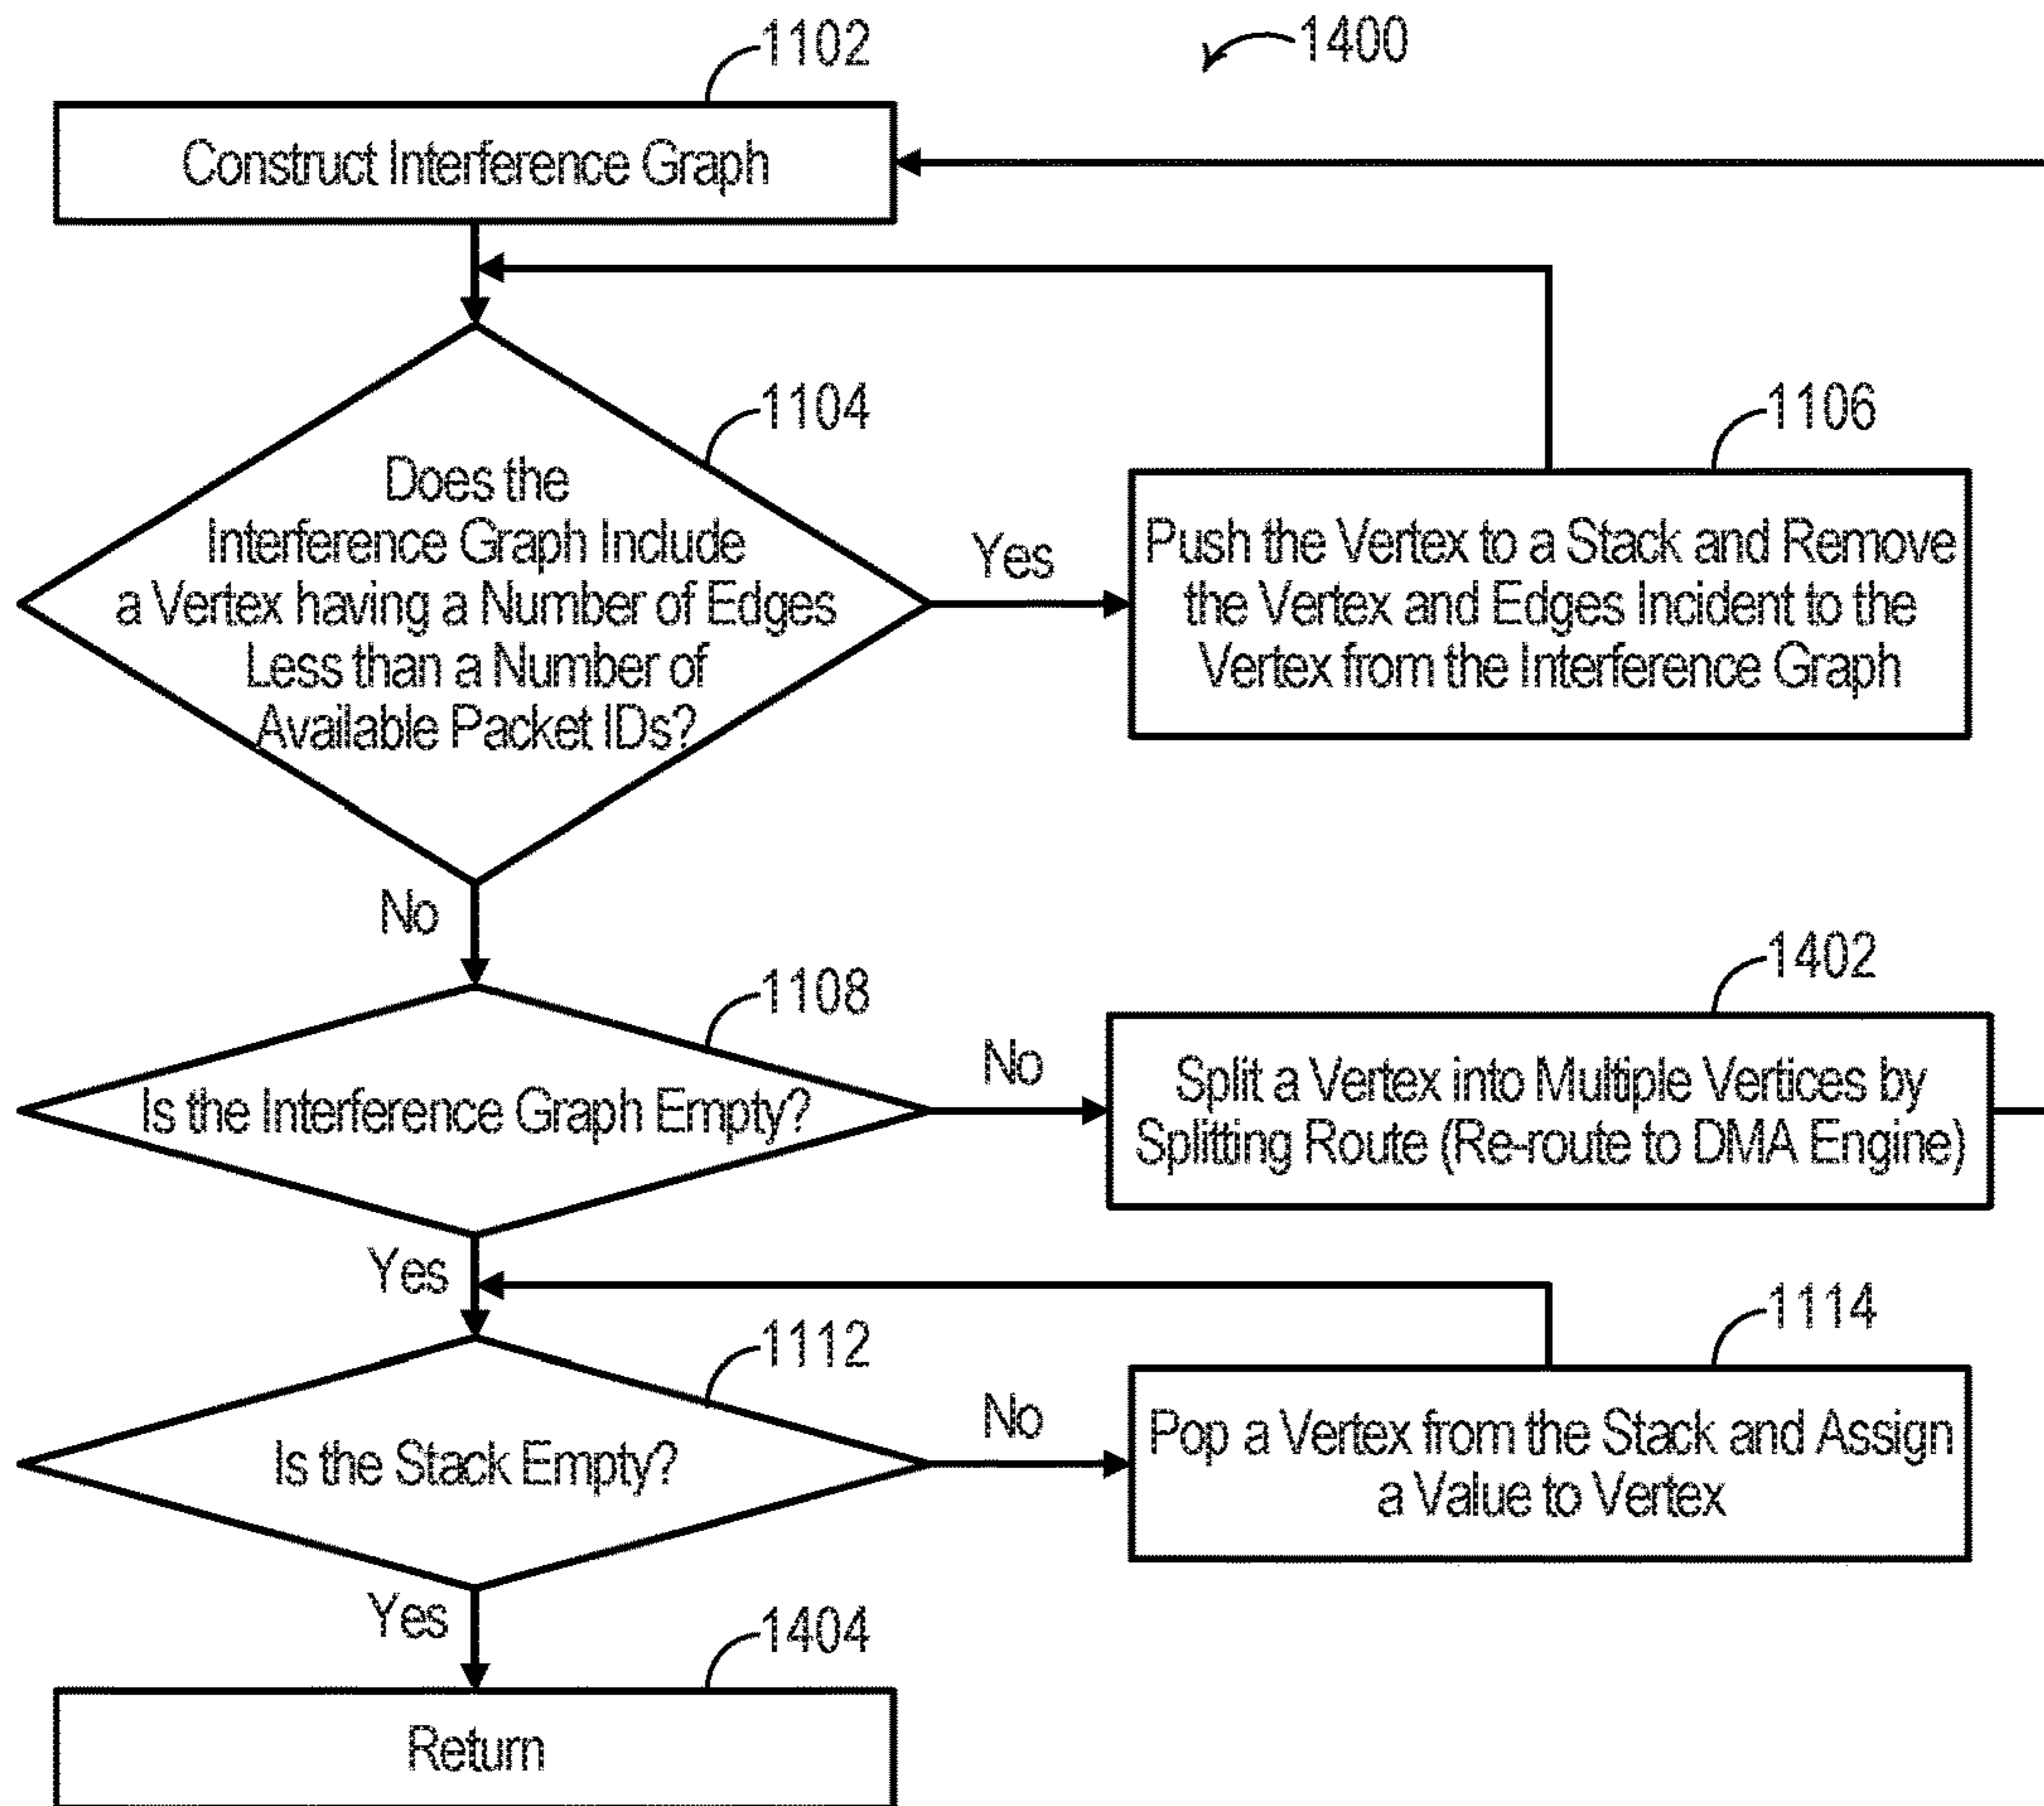 1102
1400
Construct Interference Graph
1104
Does the
Interference Graph Include
a Vertex having a Number of Edges
Less than a Number of
Available Packet IDs?
Yes
1106
Push the Vertex to a Stack and Remove
the Vertex and Edges Incident to the
Vertex from the Interference Graph
No
1108
Is the Interference Graph Empty?
No
1402
Split a Vertex into Multiple Vertices by
Splitting Route (Re-route to DMA Engine)
Yes
1112
Is the Stack Empty?
No
1114
Pop a Vertex from the Stack and Assign
a Value to Vertex
Yes
1404
Return